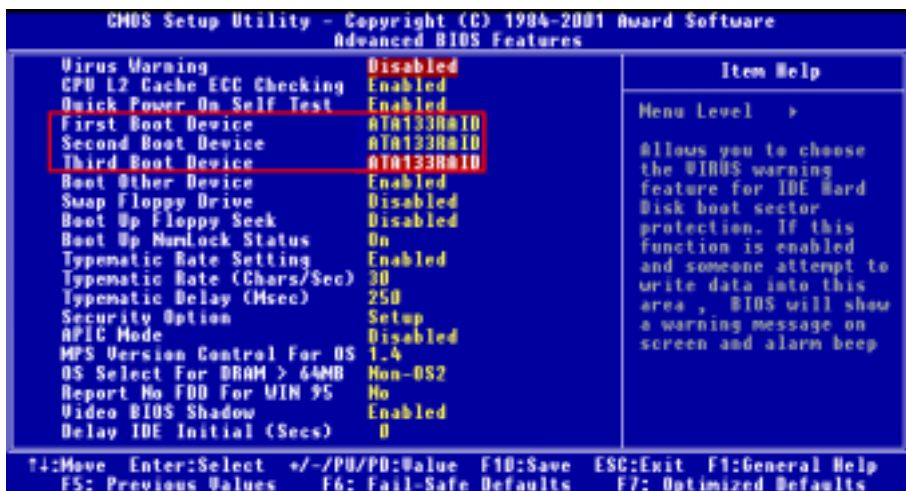 CMOS Setup Utility - Copyright (C) 1984-2001 Award Software
Advanced BIOS Features
Virus Warning Disabled
CPU L2 Cache ECC Checking Enabled
Quick Power On Self Test Enabled
First Boot Device ATA133RAID
Second Boot Device ATA133RAID
Third Boot Device ATA133RAID
Boot Other Device Enabled
Swap Floppy Drive Disabled
Boot Up Floppy Seek Disabled
Boot Up NumLock Status On
Typematic Rate Setting Enabled
Typematic Rate (Chars/Sec) 30
Typematic Delay (Msec) 250
Security Option Setup
APIC Mode Disabled
MPS Version Control For OS 1.4
OS Select For DRAM > 64MB Non-OS2
Report No FDD For WIN 95 No
Video BIOS Shadow Enabled
Delay IDE Initial (Secs) 0
Item Help
Menu Level ▸
Allows you to choose
the VIRUS warning
feature for IDE Hard
Disk boot sector
protection. If this
function is enabled
and someone attempt to
write data into this
area , BIOS will show
a warning message on
screen and alarm beep
↑↓:Move Enter:Select +/-/PU/PD:Value F10:Save ESC:Exit F1:General Help
F5: Previous Values F6: Fail-Safe Defaults F7: Optimized Defaults